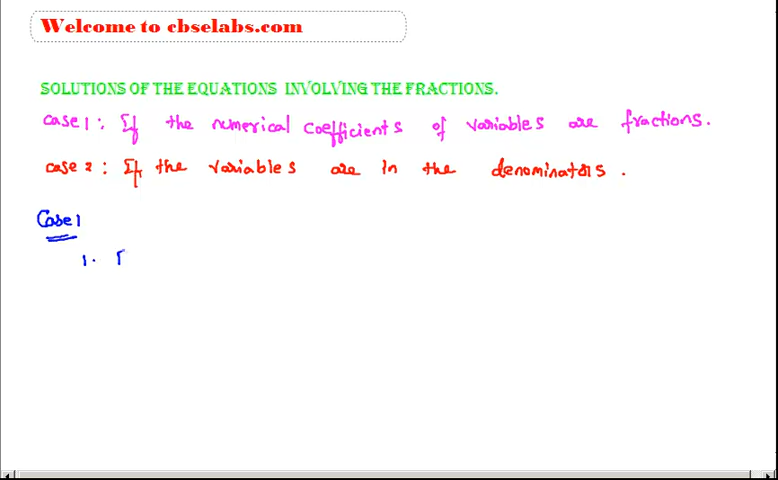 Welcome to cbselabs.com
SOLUTIONS OF THE EQUATIONS INVOLVING THE FRACTIONS.
case 1 : If the numerical coefficients of variables are fractions.
case 2 : If the variables are in the denominators.
Case 1
1.